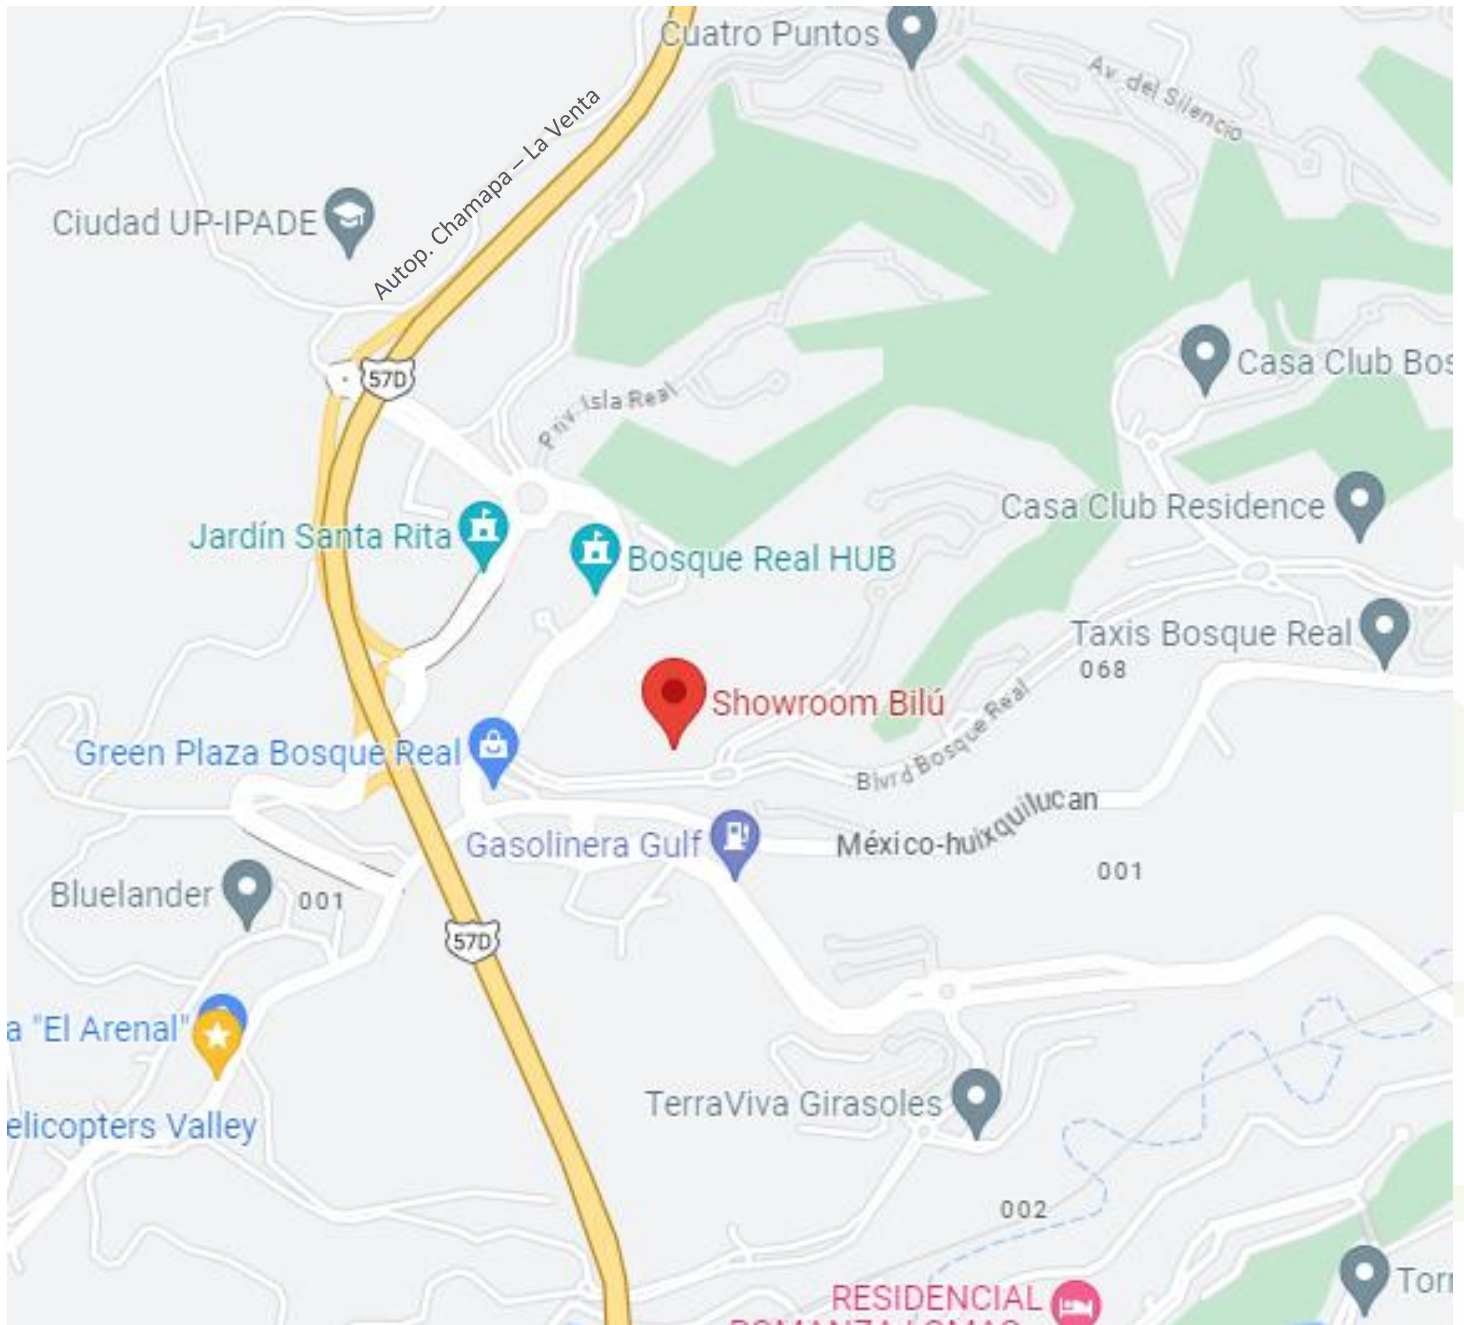 Cuatro Puntos
Av. del Silencio
Autop. Chamapa – La Venta
Ciudad UP-IPADE
57D
Casa Club Bos
Priv. Isla Real
Casa Club Residence
Jardín Santa Rita
Bosque Real HUB
Taxis Bosque Real
068
Showroom Bilú
Green Plaza Bosque Real
Blvrd Bosque Real
México-huixquilucan
Gasolinera Gulf
001
Bluelander
001
57D
a "El Arenal"
elicopters Valley
TerraViva Girasoles
002
Torr
RESIDENCIAL
ROMANZA LOMAS